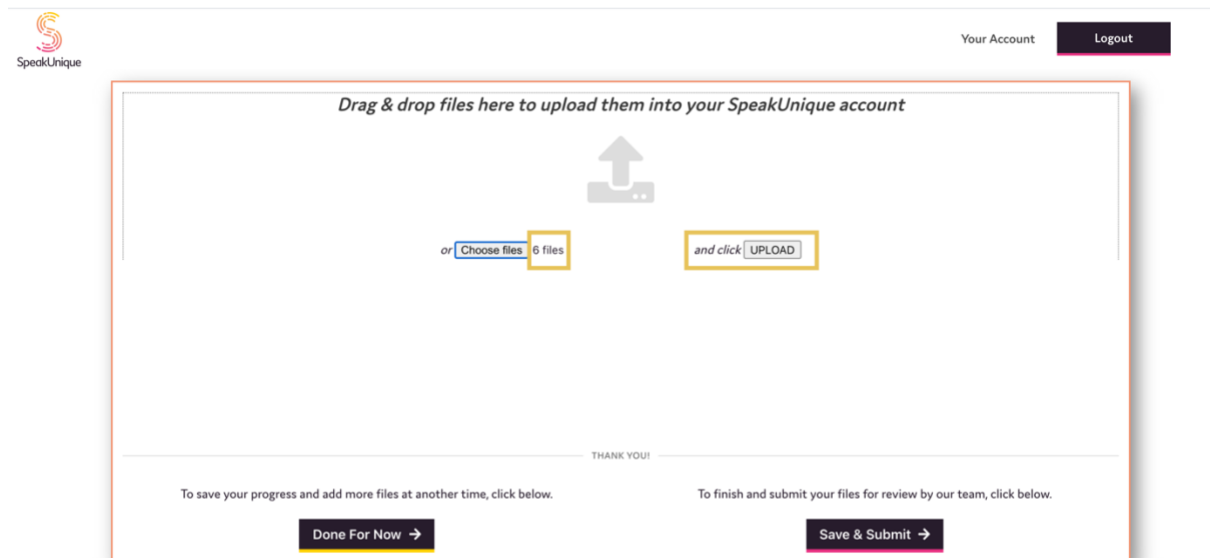 SpeakUnique
Your Account
Logout
Drag & drop files here to upload them into your SpeakUnique account
or Choose files 6 files
and click UPLOAD
THANK YOU!
To save your progress and add more files at another time, click below.
Done For Now →
To finish and submit your files for review by our team, click below.
Save & Submit →